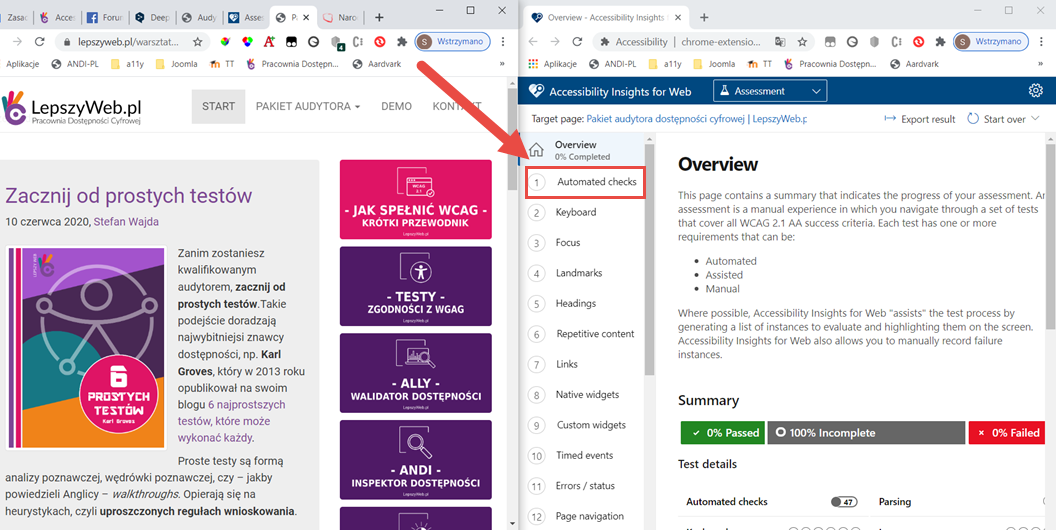 Zasad
Acces
Forum
Deep
Audy
Asses
P
Naro
lepszyweb.pl/warsztat...
S Wstrzymano
Aplikacje
ANDI-PL
a11y
Joomla
TT
Pracownia Dostępn...
Aardvark
»
LepszyWeb.pl
Pracownia Dostępności Cyfrowej
START
PAKIET AUDYTORA
DEMO
KONTAKT
Zacznij od prostych testów
10 czerwca 2020, Stefan Wajda
LEPSZY WEB
6
PROSTYCH
TESTÓW
Karl Groves
Zanim zostaniesz
kwalifikowanym
audytorem, zacznij od
prostych testów.Takie
podejście doradzają
najwybitniejsi znawcy
dostępności, np. Karl
Groves, który w 2013 roku
opublikował na swoim
blogu 6 najprostszych
testów, które może
wykonać każdy.
Proste testy są formą
analizy poznawczej, wędrówki poznawczej, czy – jakby
powiedzieli Anglicy – walkthroughs. Opierają się na
heurystykach, czyli uproszczonych regułach wnioskowania.
WCAG
2.1
- JAK SPEŁNIĆ WCAG -
KRÓTKI PRZEWODNIK
LepszyWeb.pl
- TESTY -
ZGODNOŚCI Z WGAG
LepszyWeb.pl
- ALLY -
WALIDATOR DOSTĘPNOŚCI
LepszyWeb.pl
- ANDI -
INSPEKTOR DOSTĘPNOŚCI
LepszyWeb.pl
Overview - Accessibility Insights for
Accessibility | chrome-extensio...
S Wstrzymano
Aplikacje
ANDI-PL
a11y
Joomla
TT
Pracownia Dostępn...
Aardvark
»
Accessibility Insights for Web
Assessment
Target page: Pakiet audytora dostępności cyfrowej | LepszyWeb.p
Export result
Start over
Overview
0% Completed
1 Automated checks
2 Keyboard
3 Focus
4 Landmarks
5 Headings
6 Repetitive content
7 Links
8 Native widgets
9 Custom widgets
10 Timed events
11 Errors / status
12 Page navigation
Overview
This page contains a summary that indicates the progress of your assessment. An
assessment is a manual experience in which you navigate through a set of tests
that cover all WCAG 2.1 AA success criteria. Each test has one or more
requirements that can be:
• Automated
• Assisted
• Manual
Where possible, Accessibility Insights for Web "assists" the test process by
generating a list of instances to evaluate and highlighting them on the screen.
Accessibility Insights for Web also allows you to manually record failure
instances.
Summary
0% Passed
100% Incomplete
0% Failed
Test details
Automated checks
47
Parsing